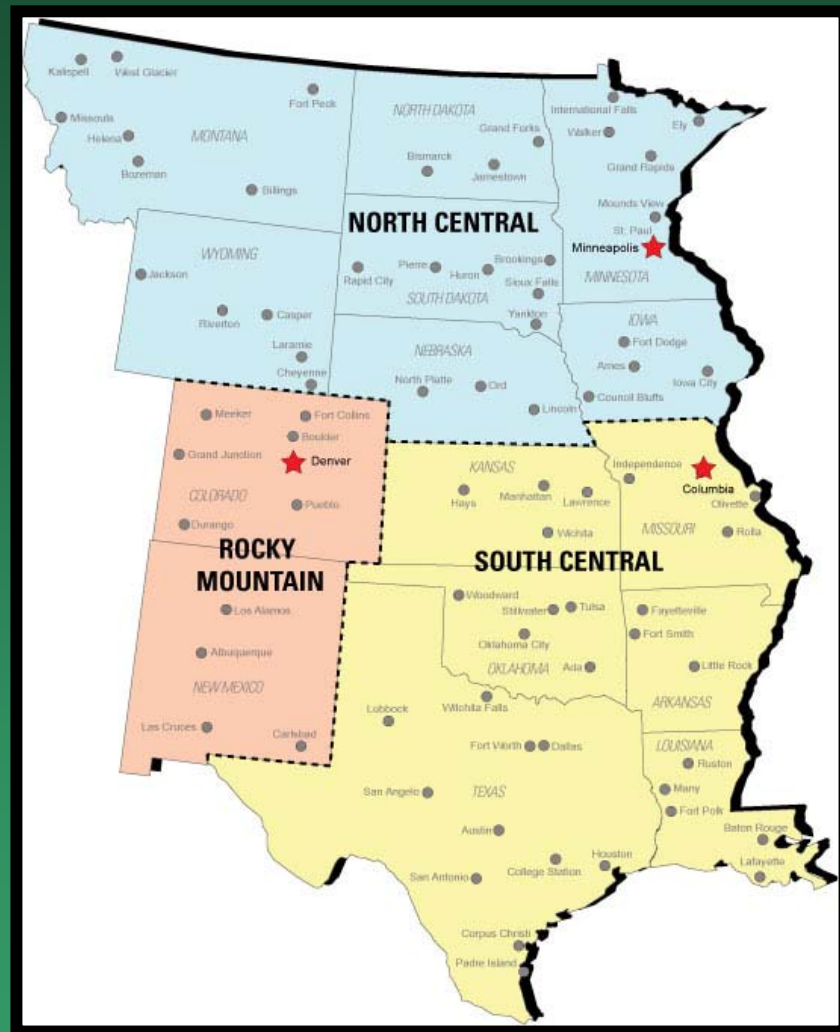 Kalispell
West Glacier
Fort Peck
Missoula
Helena
MONTANA
Bozeman
Billings
NORTH DAKOTA
Grand Forks
Bismarck
Jamestown
International Falls
Walker
Ely
Grand Rapids
Mounds View
St. Paul
Minneapolis
MINNESOTA
NORTH CENTRAL
WYOMING
Jackson
Riverton
Casper
Laramie
Cheyenne
Rapid City
Pierre
Huron
Brookings
Sioux Falls
SOUTH DAKOTA
Yankton
NEBRASKA
North Platte
Ord
Lincoln
IOWA
Fort Dodge
Ames
Iowa City
Council Bluffs
Meeker
Fort Collins
Boulder
Grand Junction
Denver
COLORADO
Pueblo
Durango
ROCKY
MOUNTAIN
Los Alamos
Albuquerque
NEW MEXICO
Las Cruces
Carlsbad
KANSAS
Hays
Manhattan
Lawrence
Wichita
Independence
Columbia
Olivette
MISSOURI
Rolla
SOUTH CENTRAL
Woodward
Stillwater
Tulsa
Oklahoma City
OKLAHOMA
Ada
Fayetteville
Fort Smith
Little Rock
ARKANSAS
Lubbock
Wilchita Falls
Fort Worth
Dallas
San Angelo
TEXAS
Austin
College Station
Houston
San Antonio
Corpus Christi
Padre Island
LOUISIANA
Ruston
Many
Fort Polk
Baton Rouge
Lafayette